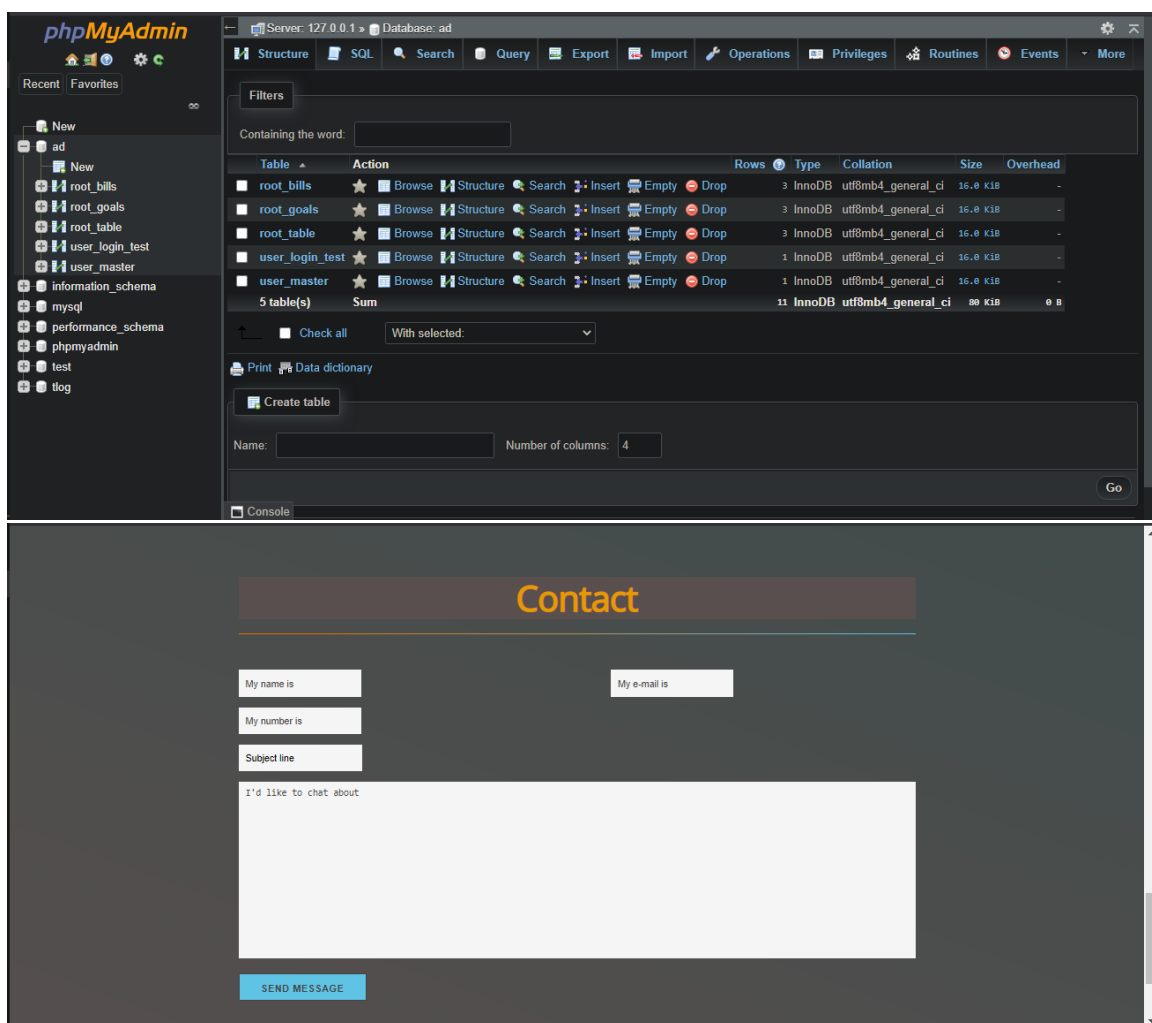 phpMyAdmin
Recent Favorites
New
ad
New
root_bills
root_goals
root_table
user_login_test
user_master
information_schema
mysql
performance_schema
phpmyadmin
test
tlog
Server: 127.0.0.1 » Database: ad
Structure SQL Search Query Export Import Operations Privileges Routines Events More
Filters
Containing the word:
Table Action Rows Type Collation Size Overhead
root_bills Browse Structure Search Insert Empty Drop 3 InnoDB utf8mb4_general_ci 16.0 KiB -
root_goals Browse Structure Search Insert Empty Drop 3 InnoDB utf8mb4_general_ci 16.0 KiB -
root_table Browse Structure Search Insert Empty Drop 3 InnoDB utf8mb4_general_ci 16.0 KiB -
user_login_test Browse Structure Search Insert Empty Drop 1 InnoDB utf8mb4_general_ci 16.0 KiB -
user_master Browse Structure Search Insert Empty Drop 1 InnoDB utf8mb4_general_ci 16.0 KiB -
5 table(s) Sum 11 InnoDB utf8mb4_general_ci 80 KiB 0 B
Check all With selected:
Print Data dictionary
Create table
Name: Number of columns: 4
Go
Console
Contact
My name is My e-mail is
My number is
Subject line
I'd like to chat about
SEND MESSAGE